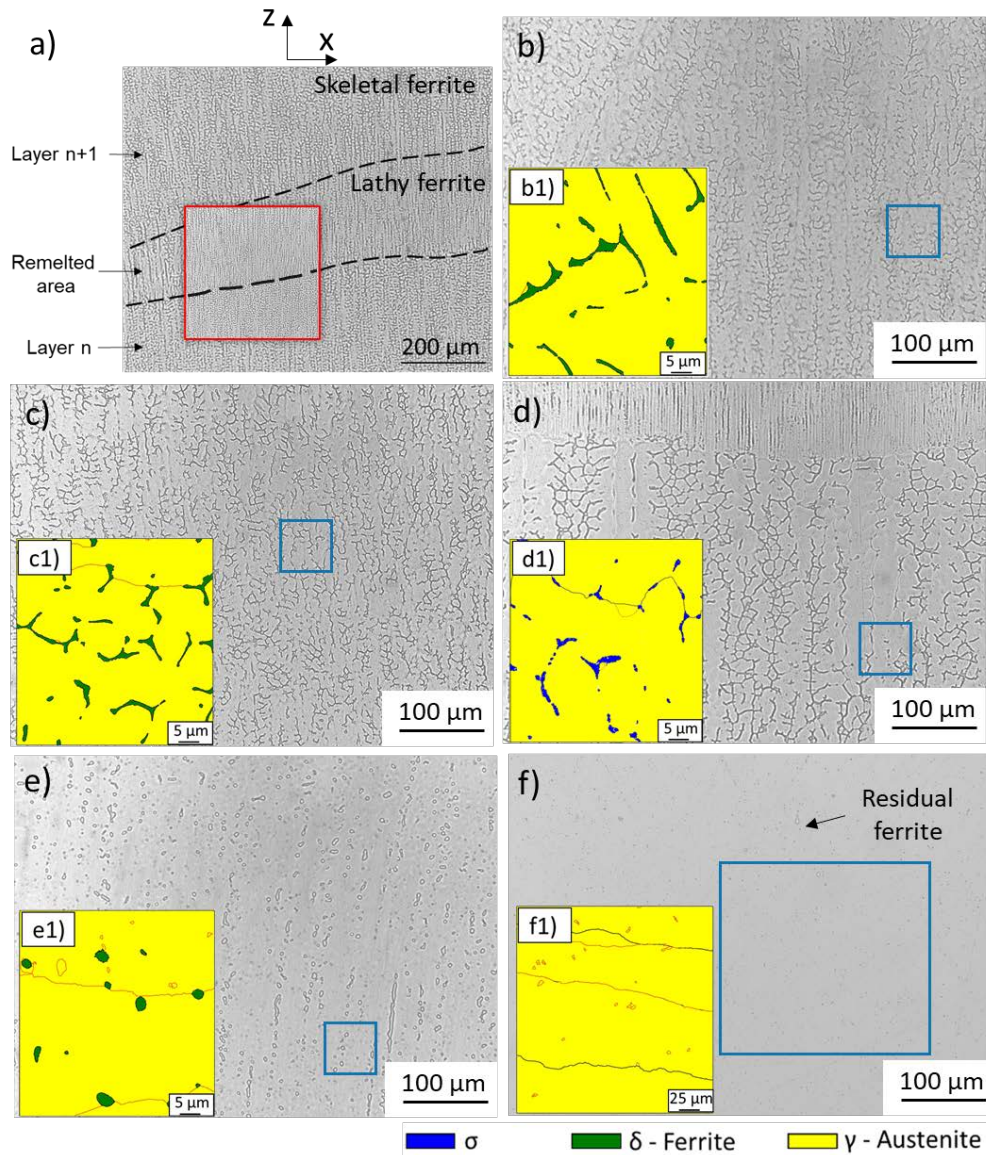 a)
Z
X
Skeletal ferrite
Layer n+1
Lathy ferrite
Remelted
area
Layer n
200 µm
b)
b1)
5 µm
100 µm
c)
c1)
5 µm
100 µm
d)
d1)
5 µm
100 µm
e)
e1)
5 µm
100 µm
f)
Residual
ferrite
f1)
25 µm
100 µm
σ
δ - Ferrite
γ - Austenite